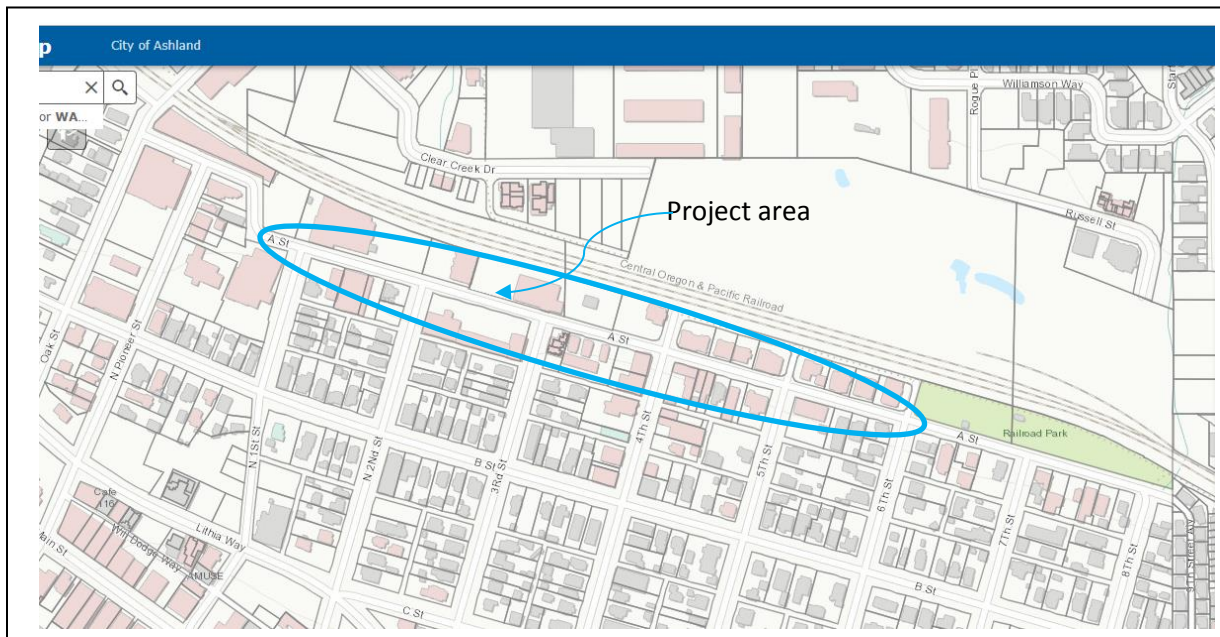 p
City of Ashland
or WA...
Williamson Way
Rogue Pl
Start
Clear Creek Dr
Project area
Russell St
A St
Central Oregon & Pacific Railroad
Oak St
N Pioneer St
A St
Railroad Park
A St
N 1St St
N 2Nd St
B St
3Rd St
4Th St
5Th St
6Th St
7Th St
8Th St
Cafe
116
Lithia Way
Will Dodge Way
Main St
AMUSE
C St
B St